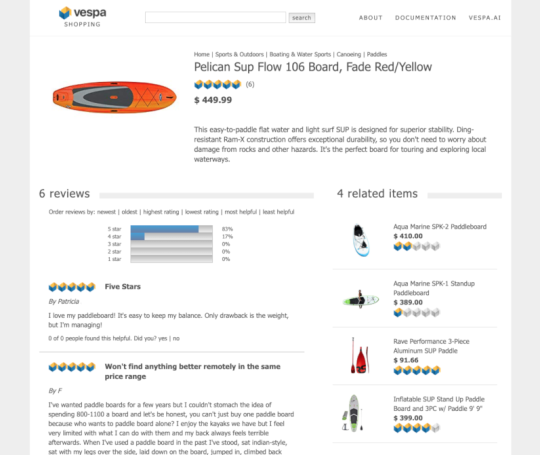 vespa
SHOPPING
search
ABOUT DOCUMENTATION VESPA.AI
Home | Sports & Outdoors | Boating & Water Sports | Canoeing | Paddles
Pelican Sup Flow 106 Board, Fade Red/Yellow
(6)
$ 449.99
This easy-to-paddle flat water and light surf SUP is designed for superior stability. Ding-
resistant Ram-X construction offers exceptional durability, so you don't need to worry about
damage from rocks and other hazards. It's the perfect board for touring and exploring local
waterways.
6 reviews
Order reviews by: newest | oldest | highest rating | lowest rating | most helpful | least helpful
5 star 83%
4 star 17%
3 star 0%
2 star 0%
1 star 0%
Five Stars
By Patricia
I love my paddleboard! It's easy to keep my balance. Only drawback is the weight,
but I'm managing!
0 of 0 people found this helpful. Did you? yes | no
Won't find anything better remotely in the same
price range
By F
I've wanted paddle boards for a few years but I couldn't stomach the idea of
spending 800-1100 a board and let's be honest, you can't just buy one paddle board
because who wants to paddle board alone? I enjoy the kayaks we have but I feel
very limited with what I can do with them and my back always feels terrible
afterwards. When I've used a paddle board in the past I've stood, sat indian-style,
sat with my legs over the side, laid down on the board, jumped in, climbed back
4 related items
Aqua Marine SPK-2 Paddleboard
$ 410.00
Aqua Marine SPK-1 Standup
Paddleboard
$ 389.00
Rave Performance 3-Piece
Aluminum SUP Paddle
$ 91.66
Inflatable SUP Stand Up Paddle
Board and 3PC w/ Paddle 9' 9"
$ 399.00